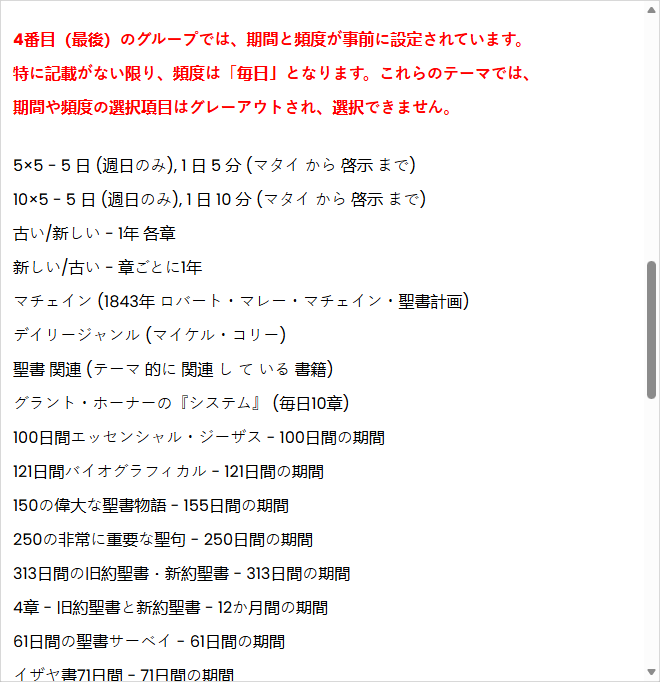 4番目（最後）のグループでは、期間と頻度が事前に設定されています。
特に記載がない限り、頻度は「毎日」となります。これらのテーマでは、
期間や頻度の選択項目はグレーアウトされ、選択できません。
5×5 - 5 日 (週日のみ), 1 日 5 分 (マタイ から 啓示 まで)
10×5 - 5 日 (週日のみ), 1 日 10 分 (マタイ から 啓示 まで)
古い/新しい - 1年 各章
新しい/古い - 章ごとに1年
マチェイン (1843年 ロバート・マレー・マチェイン・聖書計画)
デイリージャンル (マイケル・コリー)
聖書 関連 (テーマ 的に 関連 し て いる 書籍)
グラント・ホーナーの『システム』 (毎日10章)
100日間エッセンシャル・ジーザス - 100日間の期間
121日間バイオグラフィカル - 121日間の期間
150の偉大な聖書物語 - 155日間の期間
250の非常に重要な聖句 - 250日間の期間
313日間の旧約聖書・新約聖書 - 313日間の期間
4章 - 旧約聖書と新約聖書 - 12か月間の期間
61日間の聖書サーベイ - 61日間の期間
イザヤ書71日間 - 71日間の期間